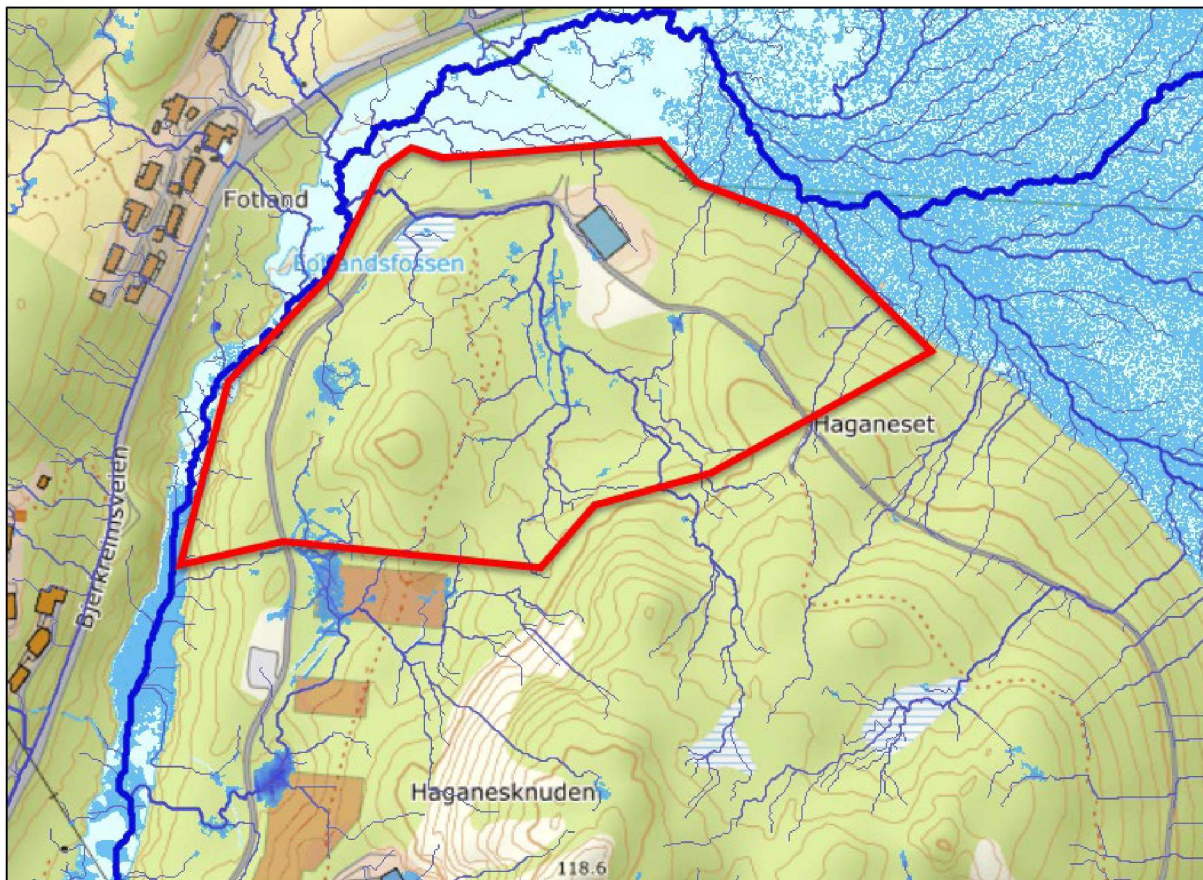 Fotland
Fotlandsfossen
Haganeset
Bjerkreimsveien
Haganesknuden
118.6